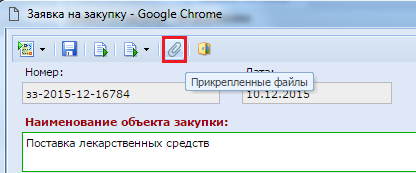 Заявка на закупку - Google Chrome
Номер: Дата:
Прикрепленные файлы
зз-2015-12-16784 10.12.2015
Наименование объекта закупки:
Поставка лекарственных средств